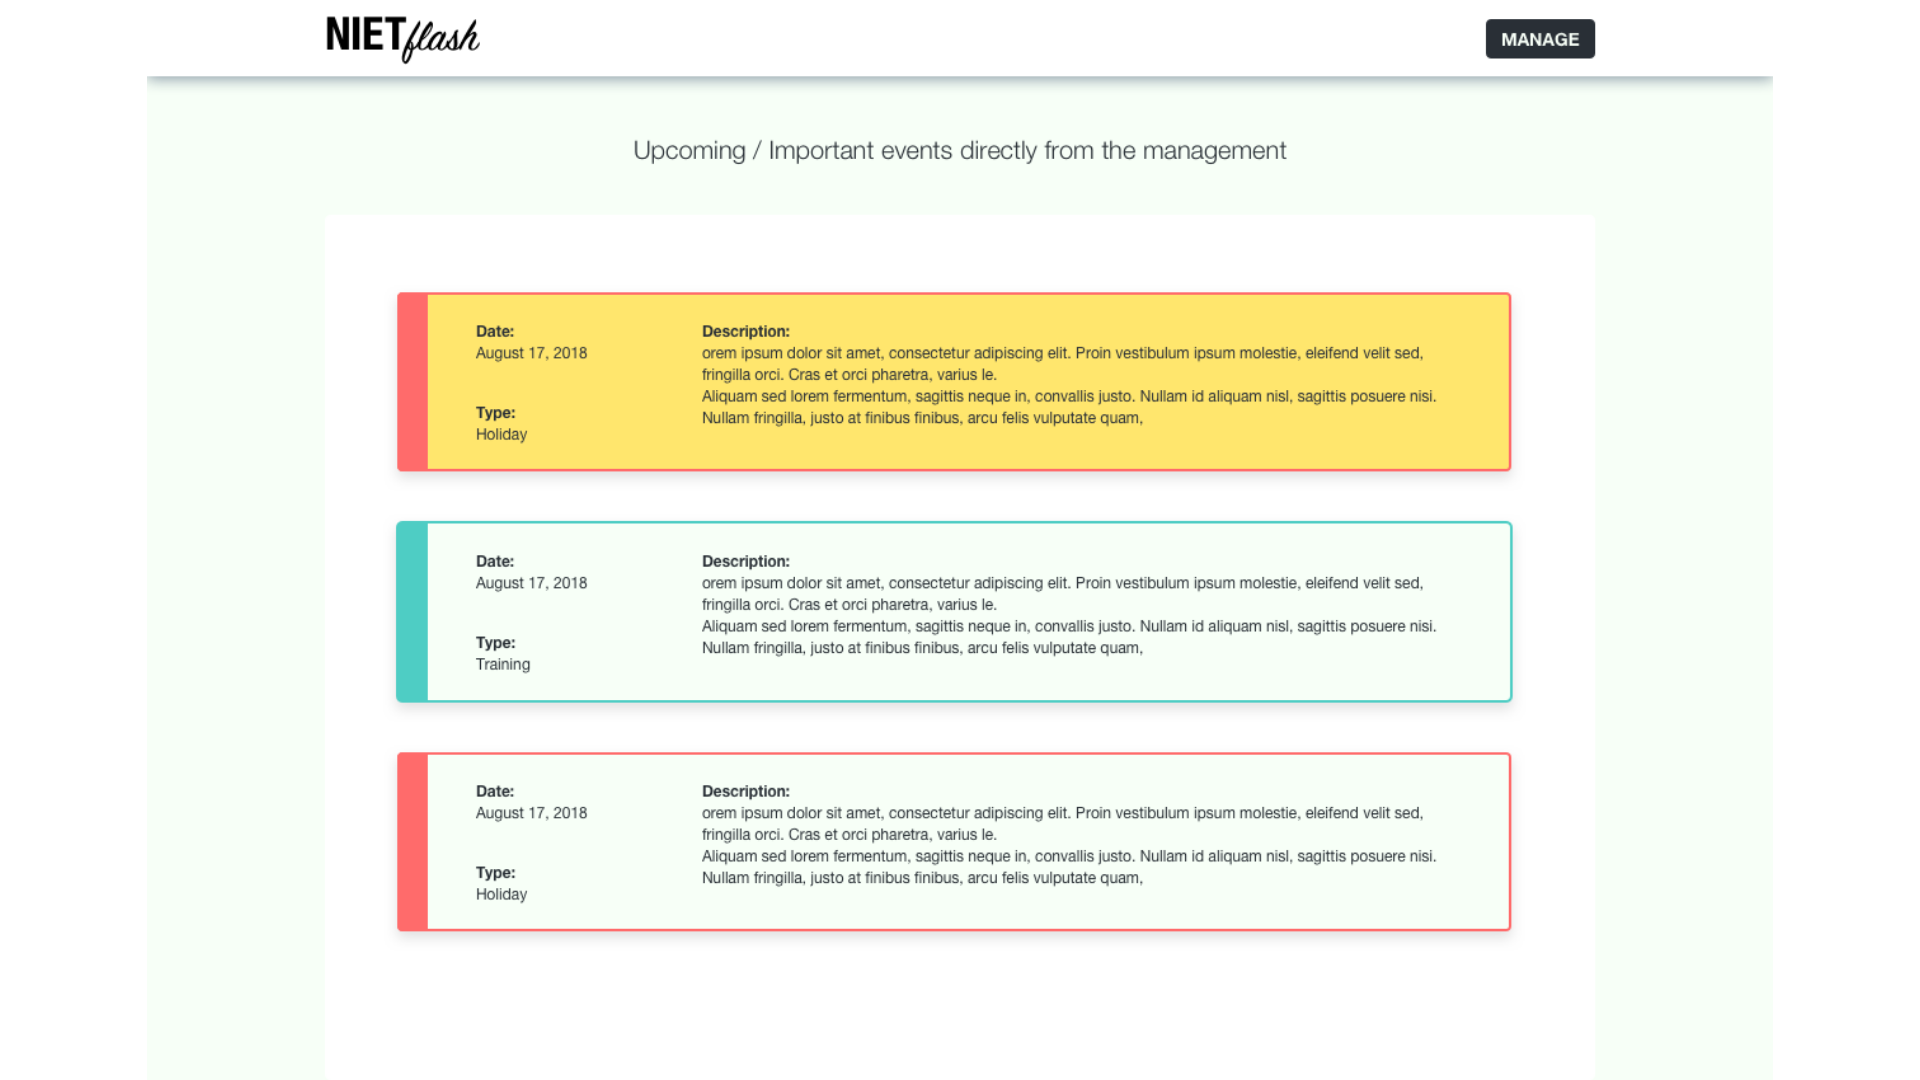 NIETflash
MANAGE
Upcoming / Important events directly from the management
Date:
August 17, 2018
Type:
Holiday
Description:
orem ipsum dolor sit amet, consectetur adipiscing elit. Proin vestibulum ipsum molestie, eleifend velit sed,
fringilla orci. Cras et orci pharetra, varius le.
Aliquam sed lorem fermentum, sagittis neque in, convallis justo. Nullam id aliquam nisl, sagittis posuere nisi.
Nullam fringilla, justo at finibus finibus, arcu felis vulputate quam,
Date:
August 17, 2018
Type:
Training
Description:
orem ipsum dolor sit amet, consectetur adipiscing elit. Proin vestibulum ipsum molestie, eleifend velit sed,
fringilla orci. Cras et orci pharetra, varius le.
Aliquam sed lorem fermentum, sagittis neque in, convallis justo. Nullam id aliquam nisl, sagittis posuere nisi.
Nullam fringilla, justo at finibus finibus, arcu felis vulputate quam,
Date:
August 17, 2018
Type:
Holiday
Description:
orem ipsum dolor sit amet, consectetur adipiscing elit. Proin vestibulum ipsum molestie, eleifend velit sed,
fringilla orci. Cras et orci pharetra, varius le.
Aliquam sed lorem fermentum, sagittis neque in, convallis justo. Nullam id aliquam nisl, sagittis posuere nisi.
Nullam fringilla, justo at finibus finibus, arcu felis vulputate quam,